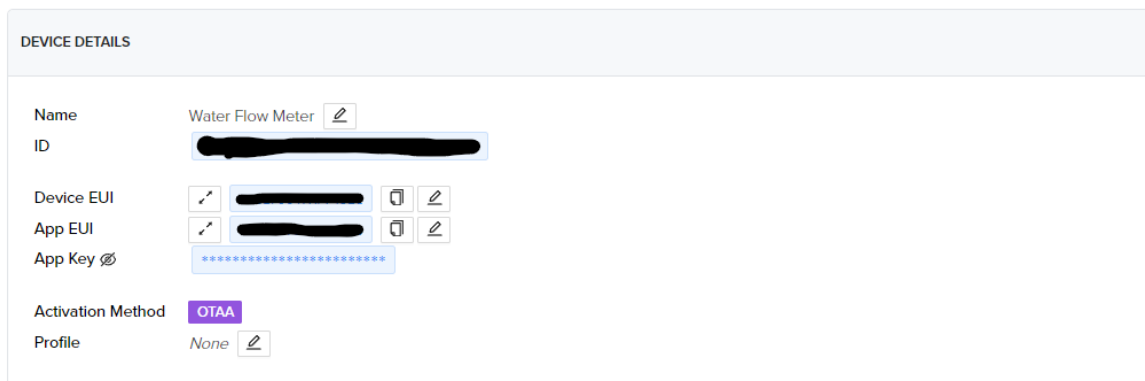 DEVICE DETAILS
Name Water Flow Meter
ID
Device EUI
App EUI
App Key ************************
Activation Method OTAA
Profile None